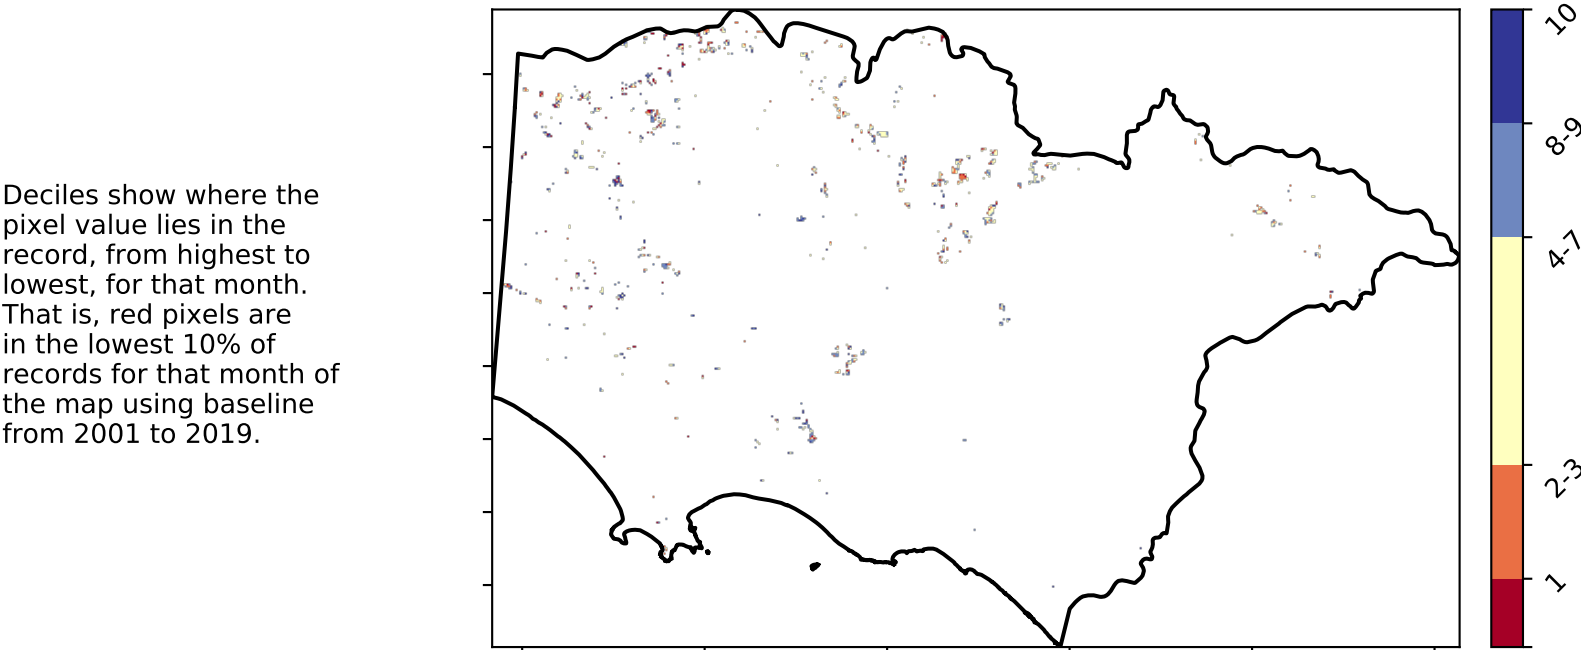 Deciles show where the
pixel value lies in the
record, from highest to
lowest, for that month.
That is, red pixels are
in the lowest 10% of
records for that month of
the map using baseline
from 2001 to 2019.
10
8-9
4-7
2-3
1